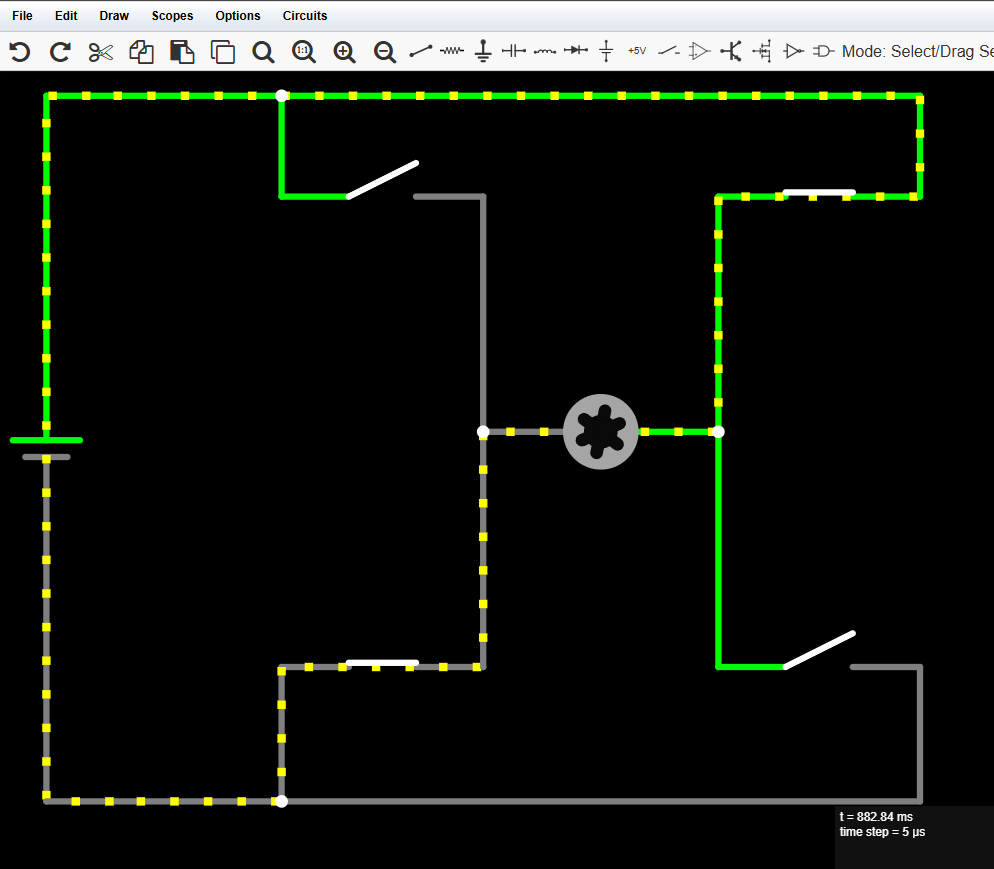 File Edit Draw Scopes Options Circuits
1:1 +5V Mode: Select/Drag Se
t = 882.84 ms
time step = 5 µs